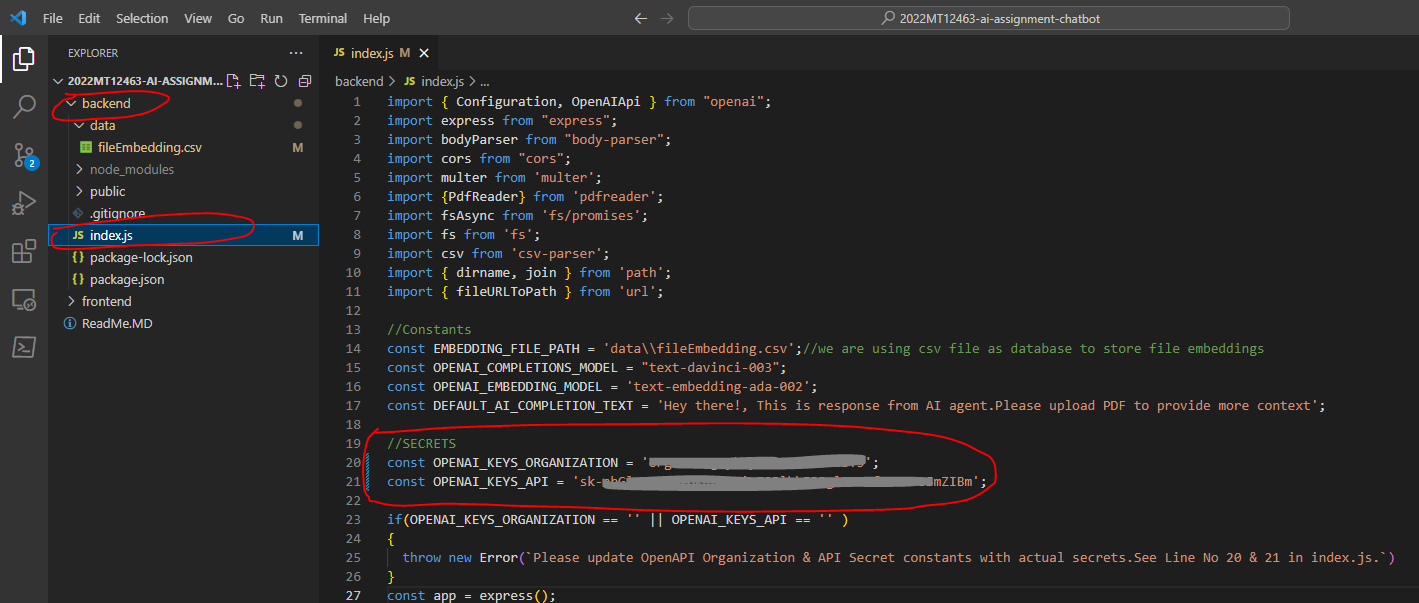 File Edit Selection View Go Run Terminal Help
2022MT12463-ai-assignment-chatbot
EXPLORER
2022MT12463-AI-ASSIGNM...
backend
data
fileEmbedding.csv M
node_modules
public
.gitignore
index.js M
package-lock.json
package.json
frontend
ReadMe.MD
2
JS index.js M
backend > JS index.js > ...
1 import { Configuration, OpenAIApi } from "openai";
2 import express from "express";
3 import bodyParser from "body-parser";
4 import cors from "cors";
5 import multer from 'multer';
6 import {PdfReader} from 'pdfreader';
7 import fsAsync from 'fs/promises';
8 import fs from 'fs';
9 import csv from 'csv-parser';
10 import { dirname, join } from 'path';
11 import { fileURLToPath } from 'url';
12
13 //Constants
14 const EMBEDDING_FILE_PATH = 'data\\fileEmbedding.csv';//we are using csv file as database to store file embeddings
15 const OPENAI_COMPLETIONS_MODEL = "text-davinci-003";
16 const OPENAI_EMBEDDING_MODEL = 'text-embedding-ada-002';
17 const DEFAULT_AI_COMPLETION_TEXT = 'Hey there!, This is response from AI agent.Please upload PDF to provide more context';
18
19 //SECRETS
20 const OPENAI_KEYS_ORGANIZATION = ' ';
21 const OPENAI_KEYS_API = 'sk- mZIBm';
22
23 if(OPENAI_KEYS_ORGANIZATION == '' || OPENAI_KEYS_API == '' )
24 {
25 throw new Error(`Please update OpenAPI Organization & API Secret constants with actual secrets.See Line No 20 & 21 in index.js.`)
26 }
27 const app = express();